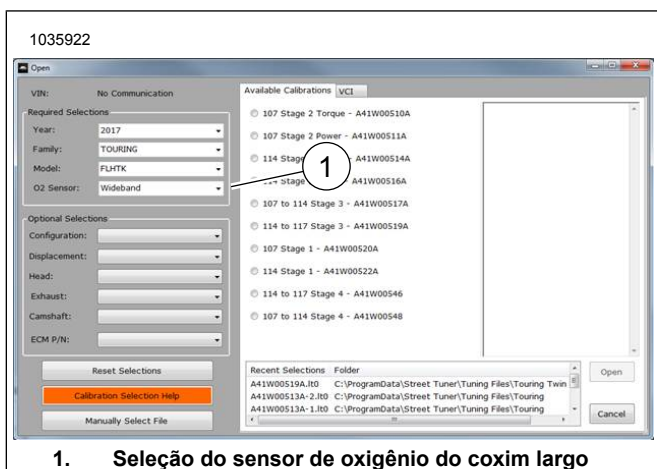 1035922
Open
VIN: No Communication
Required Selections
Year: 2017
Family: TOURING
Model: FLHTK
O2 Sensor: Wideband
Optional Selections
Configuration:
Displacement:
Head:
Exhaust:
Camshaft:
ECM P/N:
Reset Selections
Calibration Selection Help
Manually Select File
Available Calibrations VCI
107 Stage 2 Torque - A41W00510A
107 Stage 2 Power - A41W00511A
114 Stage A41W00514A
Stage A41W00516A
107 to 114 Stage 3 - A41W00517A
114 to 117 Stage 3 - A41W00519A
107 Stage 1 - A41W00520A
114 Stage 1 - A41W00522A
114 to 117 Stage 4 - A41W00546
107 to 114 Stage 4 - A41W00548
1
Recent Selections Folder
A41W00519A.lt0 C:\ProgramData\Street Tuner\Tuning Files\Touring Twin
A41W00513A-2.lt0 C:\ProgramData\Street Tuner\Tuning Files\Touring
A41W00513A-1.lt0 C:\ProgramData\Street Tuner\Tuning Files\Touring
Open
Cancel
1. Seleção do sensor de oxigênio do coxim largo